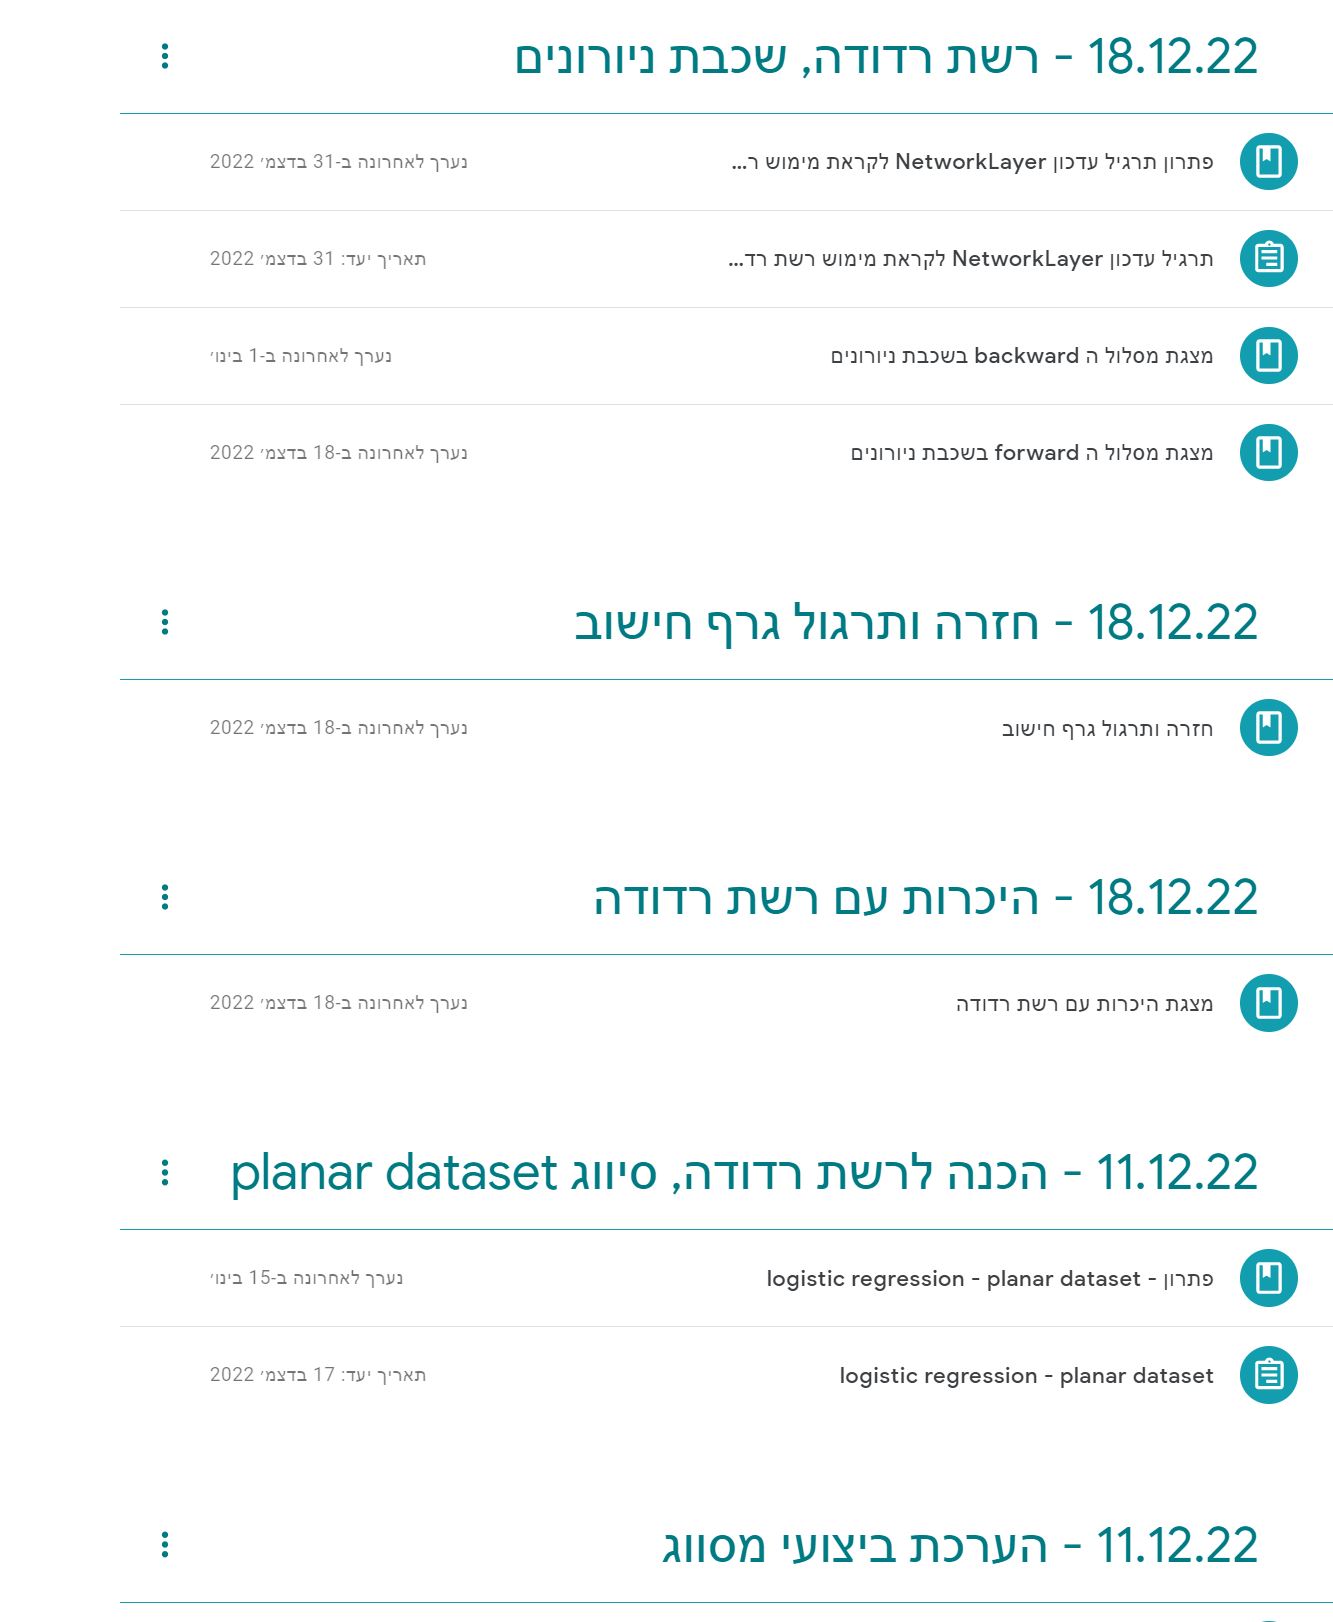 18.12.22 - רשת רדודה, שכבת ניורונים
פתרון תרגיל עדכון NetworkLayer לקראת מימוש ר...
נערך לאחרונה ב-31 בדצמ׳ 2022
תרגיל עדכון NetworkLayer לקראת מימוש רשת רד...
תאריך יעד: 31 בדצמ׳ 2022
מצגת מסלול ה backward בשכבת ניורונים
נערך לאחרונה ב-1 בינו׳
מצגת מסלול ה forward בשכבת ניורונים
נערך לאחרונה ב-18 בדצמ׳ 2022
18.12.22 - חזרה ותרגול גרף חישוב
חזרה ותרגול גרף חישוב
נערך לאחרונה ב-18 בדצמ׳ 2022
18.12.22 - היכרות עם רשת רדודה
מצגת היכרות עם רשת רדודה
נערך לאחרונה ב-18 בדצמ׳ 2022
11.12.22 - הכנה לרשת רדודה, סיווג planar dataset
פתרון - logistic regression - planar dataset
נערך לאחרונה ב-15 בינו׳
logistic regression - planar dataset
תאריך יעד: 17 בדצמ׳ 2022
11.12.22 - הערכת ביצועי מסווג